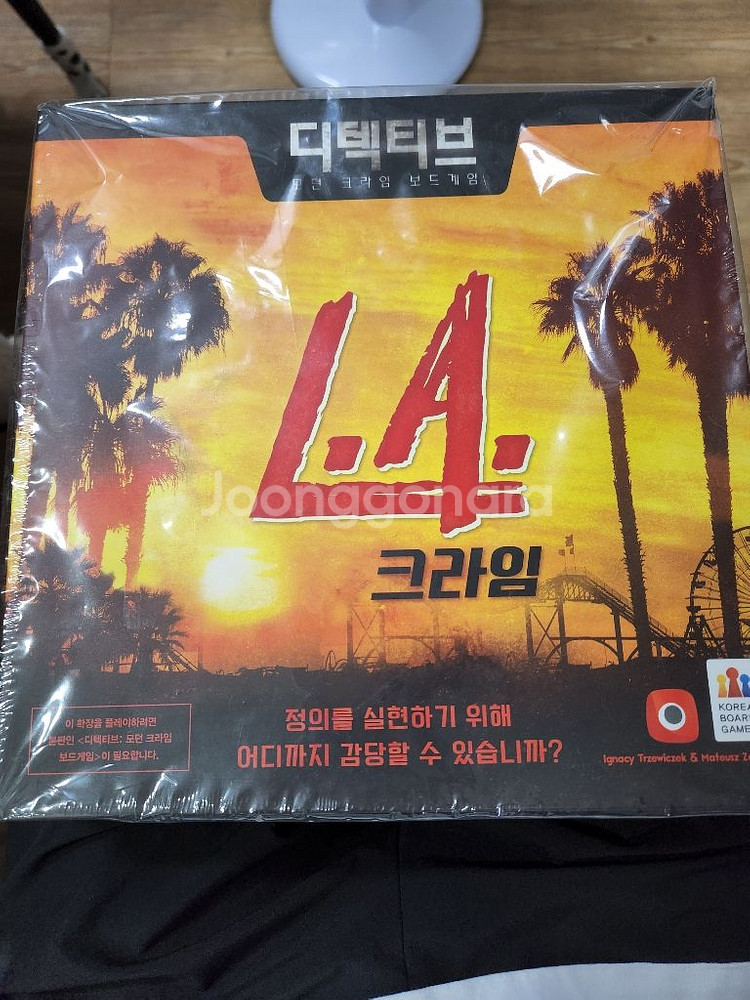 디텍티브
모던 크라임 보드게임
L.A.
Joonggonara
크라임
정의를 실현하기 위해
어디까지 감당할 수 있습니까?
이 확장을 플레이하려면
본판인 <디텍티브: 모던 크라임
보드게임>이 필요합니다.
KOREA
BOARD
GAMES
Ignacy Trzewiczek & Mateusz